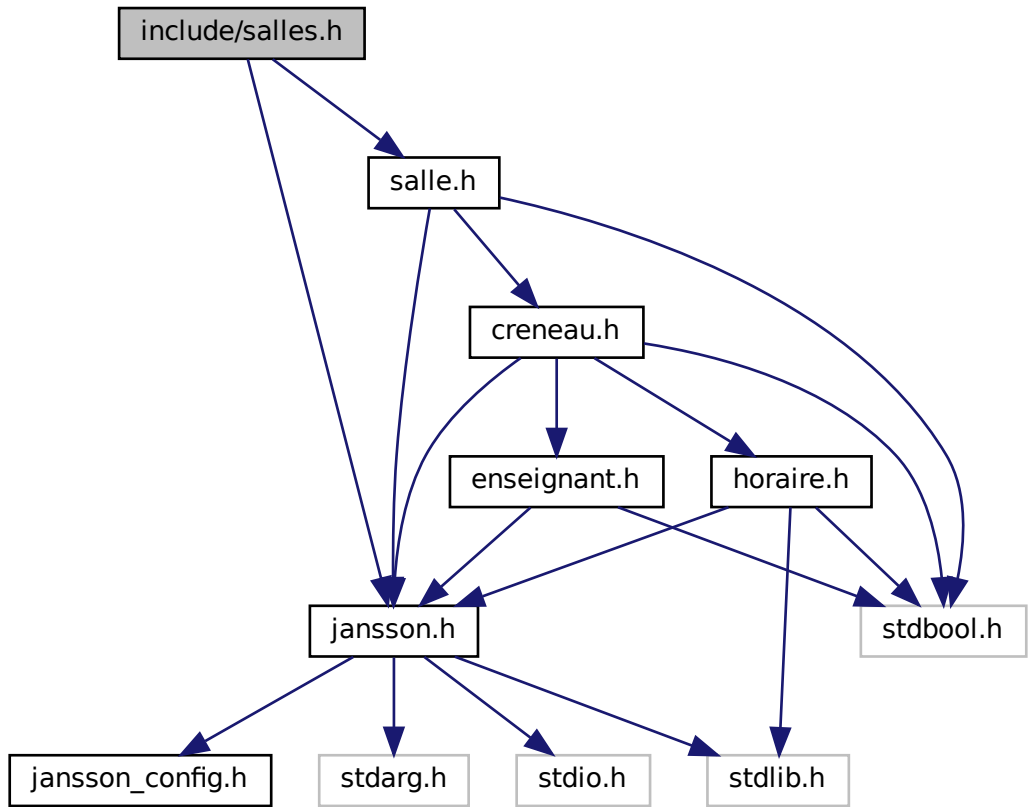 include/salles.h
salle.h
creneau.h
enseignant.h
horaire.h
jansson.h
stdbool.h
jansson_config.h
stdarg.h
stdio.h
stdlib.h